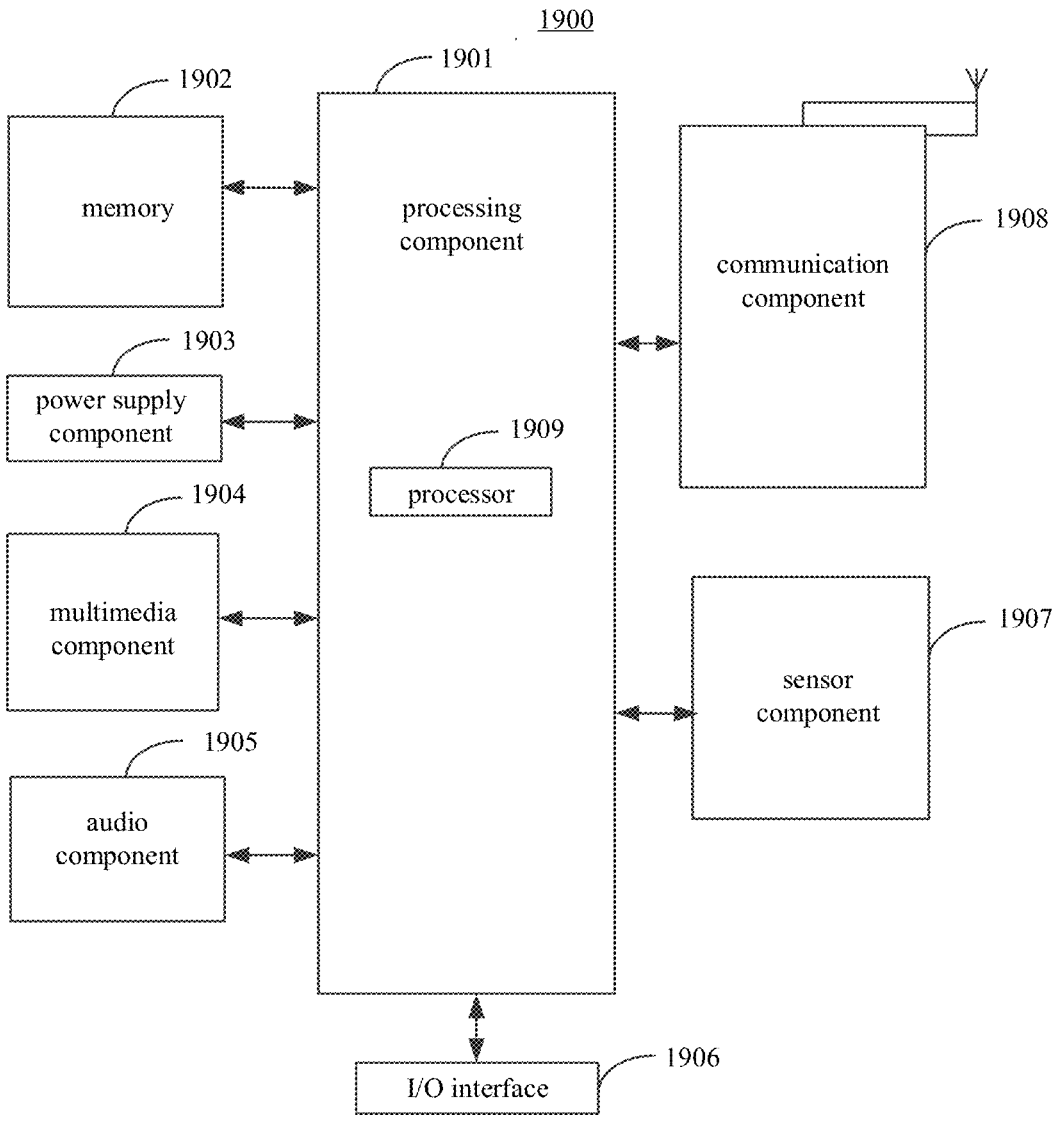 1900
1901
1902
memory
processing
component
communication
component
1908
1903
power supply
component
1909
processor
1904
multimedia
component
1907
sensor
component
1905
audio
component
1906
I/O interface